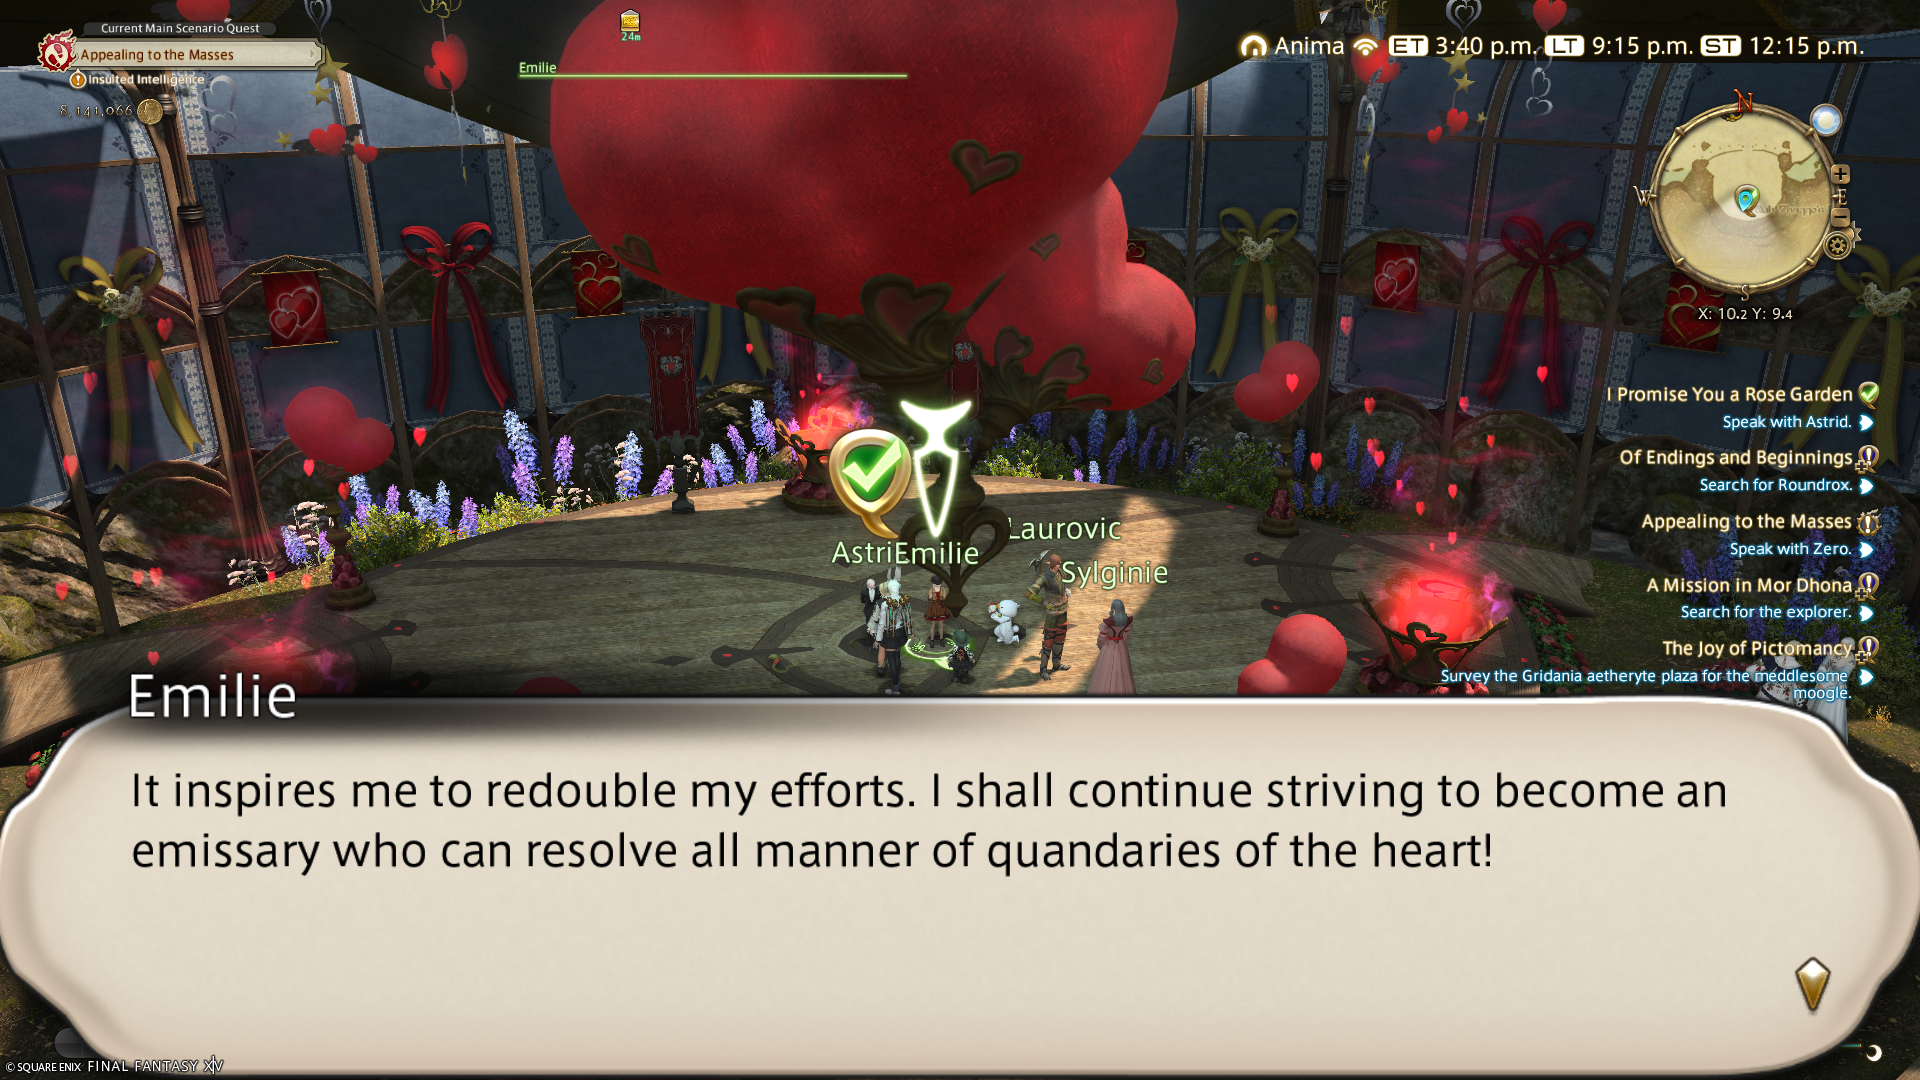 Current Main Scenario Quest
Appealing to the Masses
Insulted Intelligence
8,141,066
24m
Emilie
Anima ET 3:40 p.m. LT 9:15 p.m. ST 12:15 p.m.
N
W
E
S
X: 10.2 Y: 9.4
I Promise You a Rose Garden
Speak with Astrid.
Of Endings and Beginnings
Search for Roundrox.
Appealing to the Masses
Speak with Zero.
A Mission in Mor Dhona
Search for the explorer.
The Joy of Pictomancy
Survey the Gridania aetheryte plaza for the meddlesome
moogle.
Laurovic
AstriEmilie
Sylginie
Emilie
It inspires me to redouble my efforts. I shall continue striving to become an
emissary who can resolve all manner of quandaries of the heart!
© SQUARE ENIX FINAL FANTASY XIV